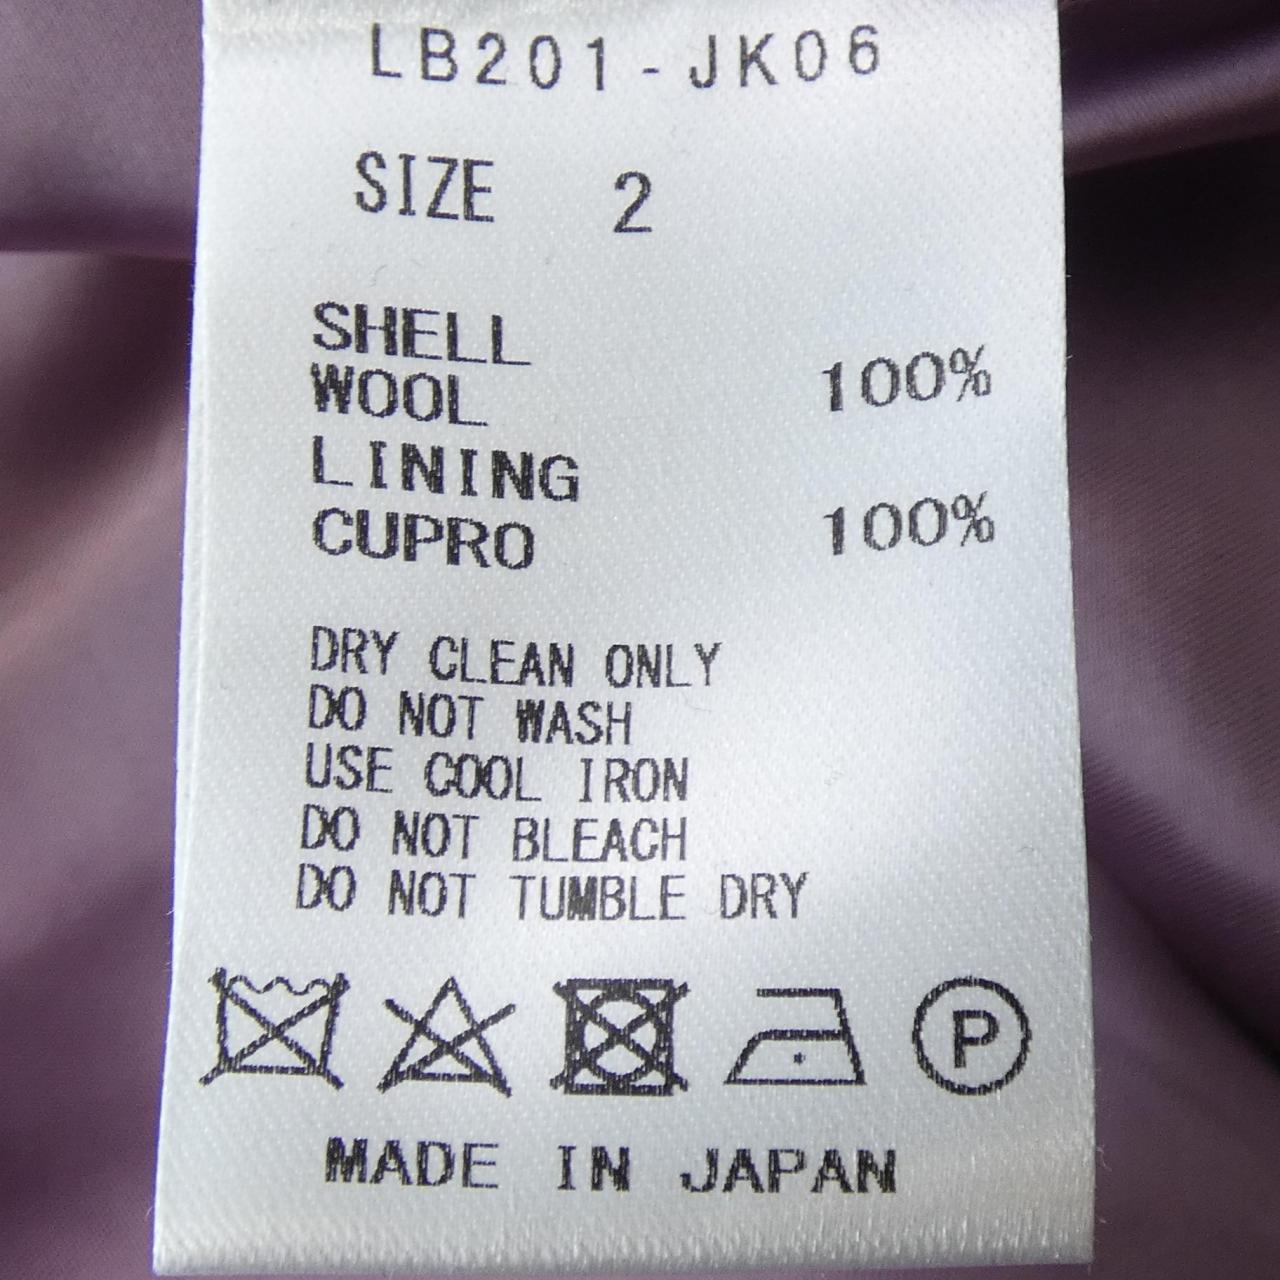 LB201-JK06
SIZE 2
SHELL
WOOL 100%
LINING
CUPRO 100%
DRY CLEAN ONLY
DO NOT WASH
USE COOL IRON
DO NOT BLEACH
DO NOT TUMBLE DRY
P
MADE IN JAPAN